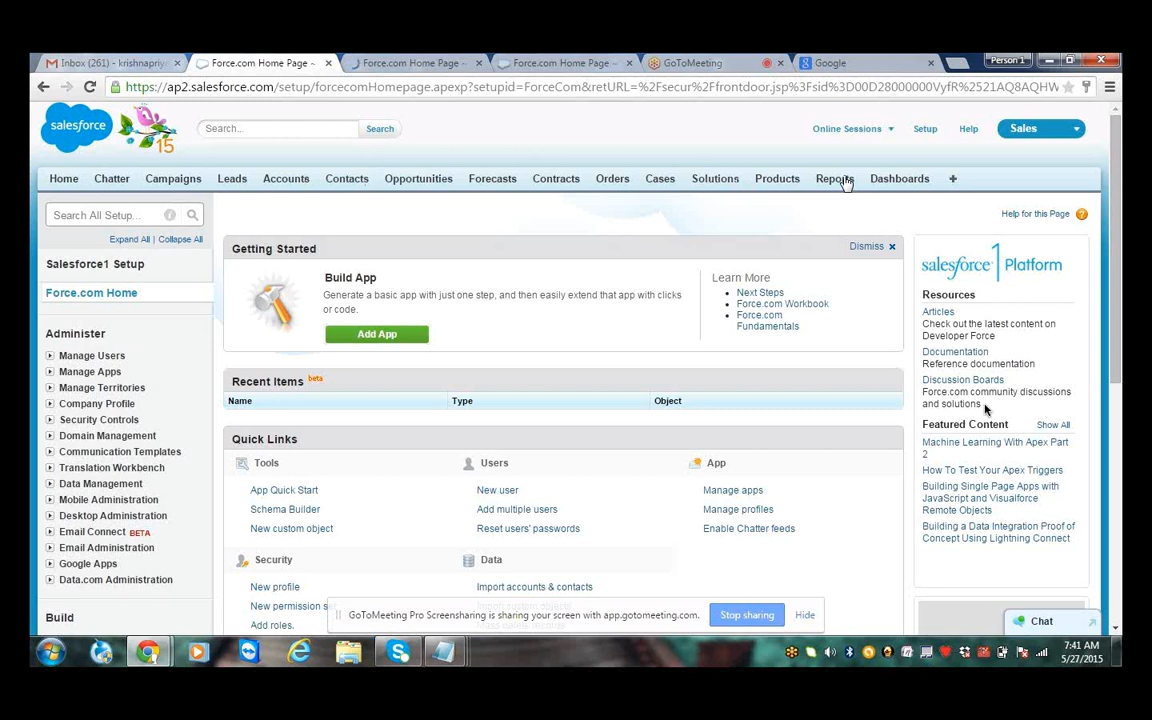 Inbox (261) - krishnapriy
Force.com Home Page ~
Force.com Home Page ~
Force.com Home Page ~
GoToMeeting
Google
Person 1
https://ap2.salesforce.com/setup/forcecomHomepage.apexp?setupid=ForceCom&retURL=%2Fsecur%2Ffrontdoor.jsp%3Fsid%3D00D28000000VyfR%2521AQ8AQHW
salesforce
15
Search...
Search
Online Sessions
Setup
Help
Sales
Home
Chatter
Campaigns
Leads
Accounts
Contacts
Opportunities
Forecasts
Contracts
Orders
Cases
Solutions
Products
Reports
Dashboards
+
Search All Setup...
Expand All | Collapse All
Salesforce1 Setup
Force.com Home
Administer
Manage Users
Manage Apps
Manage Territories
Company Profile
Security Controls
Domain Management
Communication Templates
Translation Workbench
Data Management
Mobile Administration
Desktop Administration
Email Connect BETA
Email Administration
Google Apps
Data.com Administration
Build
Help for this Page
Getting Started
Dismiss
Build App
Generate a basic app with just one step, and then easily extend that app with clicks
or code.
Add App
Learn More
Next Steps
Force.com Workbook
Force.com
Fundamentals
Recent Items beta
Name
Type
Object
Quick Links
Tools
App Quick Start
Schema Builder
New custom object
Users
New user
Add multiple users
Reset users' passwords
App
Manage apps
Manage profiles
Enable Chatter feeds
Security
New profile
New permission se
Add roles.
Data
Import accounts & contacts
salesforce1 Platform
Resources
Articles
Check out the latest content on
Developer Force
Documentation
Reference documentation
Discussion Boards
Force.com community discussions
and solutions
Featured Content
Show All
Machine Learning With Apex Part
2
How To Test Your Apex Triggers
Building Single Page Apps with
JavaScript and Visualforce
Remote Objects
Building a Data Integration Proof of
Concept Using Lightning Connect
GoToMeeting Pro Screensharing is sharing your screen with app.gotomeeting.com.
Stop sharing
Hide
Chat
7:41 AM
5/27/2015